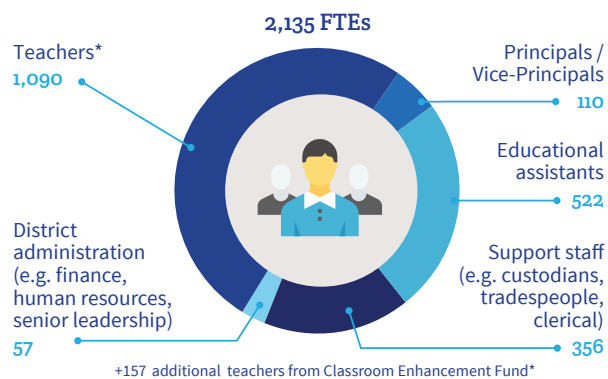 2,135 FTEs
Teachers*
1,090
Principals /
Vice-Principals
110
Educational
assistants
522
District
administration
(e.g. finance,
human resources,
senior leadership)
57
Support staff
(e.g. custodians,
tradespeople,
clerical)
356
+157 additional teachers from Classroom Enhancement Fund*